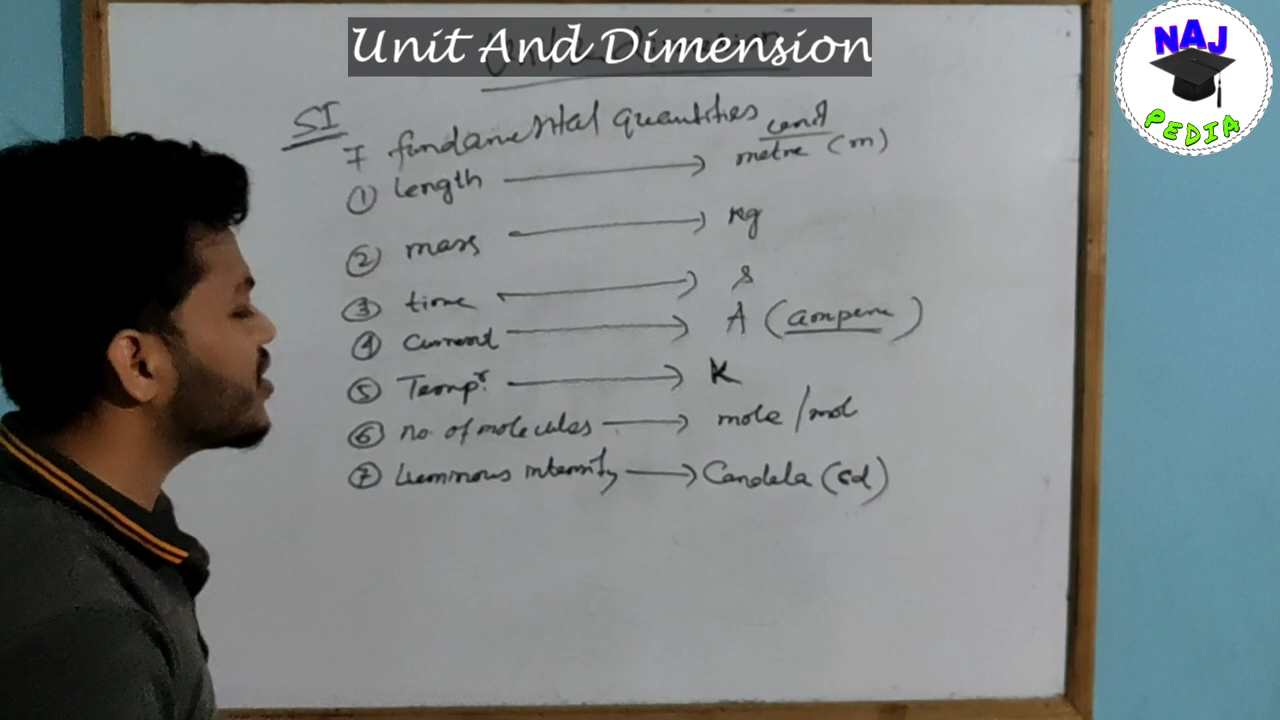 Unit And Dimension
NAJ
PEDIA
SI
7 fundamental quantities unit
① length → metre (m)
② mass → kg
③ time → s
④ Current → A (ampere)
⑤ Tempr. → K
⑥ no. of molecules → mole/mol
⑦ Luminous intensity → Candela (cd)